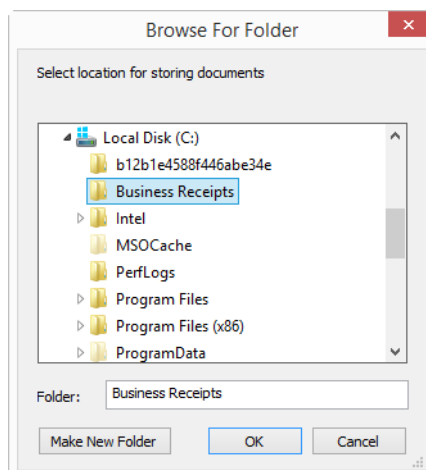 Browse For Folder
Select location for storing documents
Local Disk (C:)
b12b1e4588f446abe34e
Business Receipts
Intel
MSOCache
PerfLogs
Program Files
Program Files (x86)
ProgramData
Folder: Business Receipts
Make New Folder OK Cancel